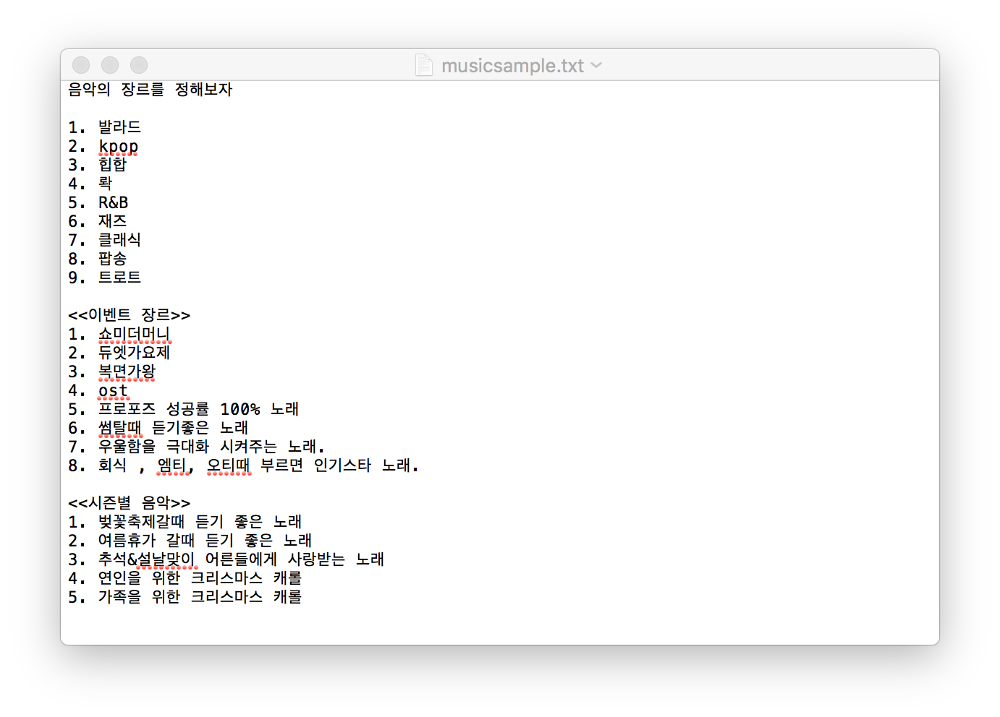 musicsample.txt
음악의 장르를 정해보자
1. 발라드
2. kpop
3. 힙합
4. 롹
5. R&B
6. 재즈
7. 클래식
8. 팝송
9. 트로트
<<이벤트 장르>>
1. 쇼미더머니
2. 듀엣가요제
3. 복면가왕
4. ost
5. 프로포즈 성공률 100% 노래
6. 썸탈때 듣기좋은 노래
7. 우울함을 극대화 시켜주는 노래.
8. 회식 , 엠티, 오티때 부르면 인기스타 노래.
<<시즌별 음악>>
1. 벚꽃축제갈때 듣기 좋은 노래
2. 여름휴가 갈때 듣기 좋은 노래
3. 추석&설날맞이 어른들에게 사랑받는 노래
4. 연인을 위한 크리스마스 캐롤
5. 가족을 위한 크리스마스 캐롤